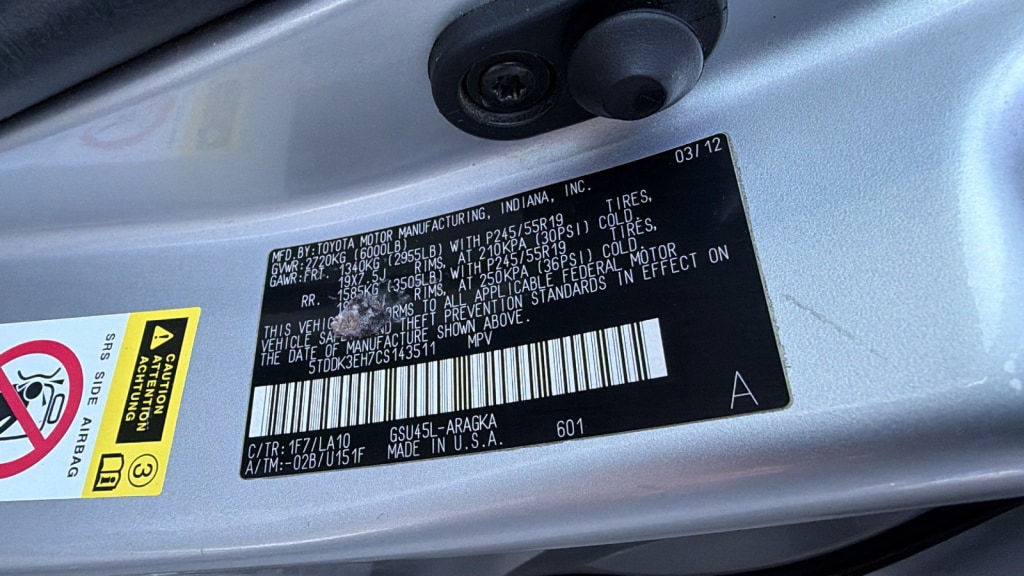 03/12
MFD.BY:TOYOTA MOTOR MANUFACTURING, INDIANA, INC.
GVWR:2720KG (6000LB)
GAWR:FRT. 1340KG (2955LB) WITH P245/55R19 TIRES,
19X7.5J RIMS, AT 210KPA (30PSI) COLD.
RR. 1585KG (3505LB) WITH P245/55R19 TIRES,
RIMS, AT 250KPA (36PSI) COLD.
THIS VEHICLE TO ALL APPLICABLE FEDERAL MOTOR
VEHICLE THEFT PREVENTION STANDARDS IN EFFECT ON
THE DATE OF MANUFACTURE SHOWN ABOVE.
5TDDK3EH7CS143511 MPV
C/TR:1F7/LA10 GSU45L-ARAGKA 601
A/TM:-02B/U151F MADE IN U.S.A.
A
CAUTION
ATTENTION
ACHTUNG
SRS SIDE AIRBAG
3